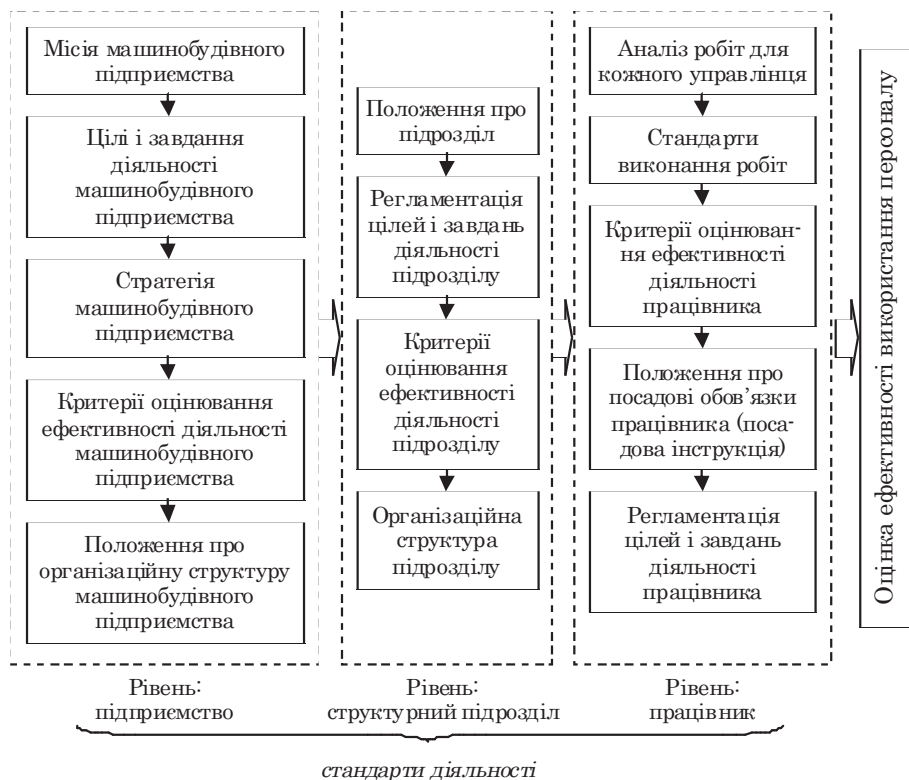 Місія машинобудівного
підприємства
Цілі і завдання
діяльності
машинобудівного
підприємства
Стратегія
машинобудівного
підприємства
Критерії оцінювання
ефективності діяльності
машинобудівного
підприємства
Положення про
організаційну структуру
машинобудівного
підприємства
Положення про
підрозділ
Регламентація
цілей і завдань
діяльності
підрозділу
Критерії
оцінювання
ефективності
діяльності
підрозділу
Організаційна
структура
підрозділу
Аналіз робіт для
кожного управлінця
Стандарти
виконання робіт
Критерії оцінюван-
ня ефективності
діяльності
працівника
Положення про
посадові обов’язки
працівника (поса-
дова інструкція)
Регламентація
цілей і завдань
діяльності
працівника
Оцінка ефективності використання персоналу
Рівень:
підприємство
Рівень:
структурний підрозділ
Рівень:
працівник
стандарти діяльності